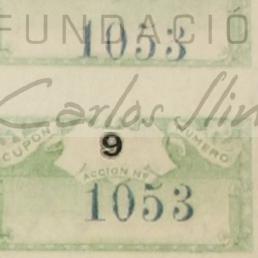 FUNDACIÓ
1053
Carlos Slim
CUPON 9 NUMERO
ACCION Nº
1053